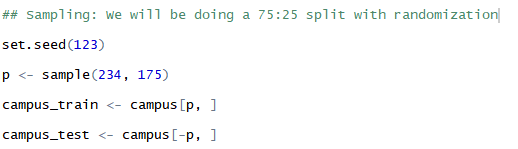 ## Sampling: We will be doing a 75:25 split with randomization
set.seed(123)
p <- sample(234, 175)
campus_train <- campus[p, ]
campus_test <- campus[-p, ]